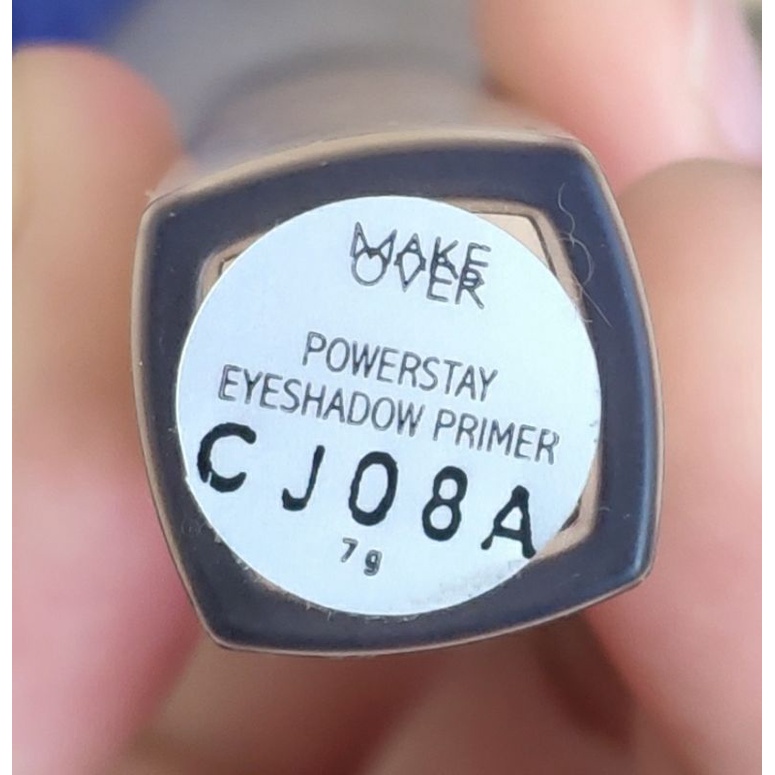 MAKE
OVER
POWERSTAY
EYESHADOW PRIMER
CJ08A
7g